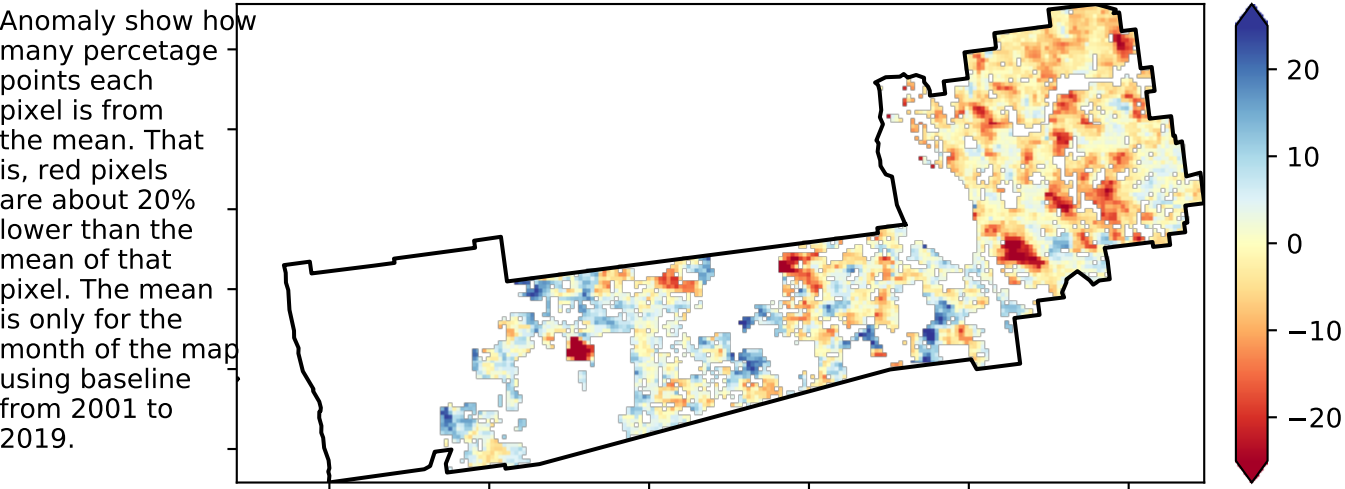 Anomaly show how
many percetage
points each
pixel is from
the mean. That
is, red pixels
are about 20%
lower than the
mean of that
pixel. The mean
is only for the
month of the map
using baseline
from 2001 to
2019.
20
10
0
−10
−20